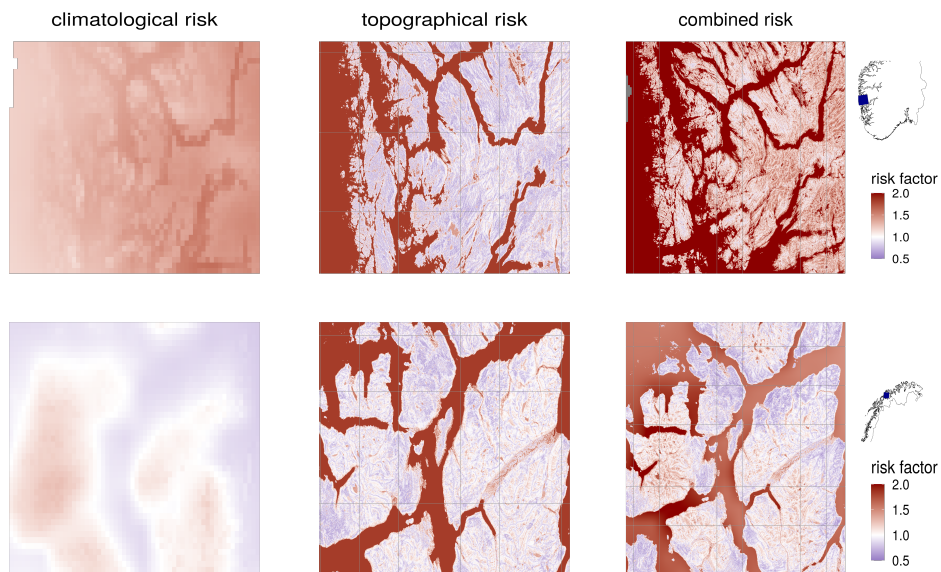 climatological risk
topographical risk
combined risk
risk factor
2.0
1.5
1.0
0.5
risk factor
2.0
1.5
1.0
0.5